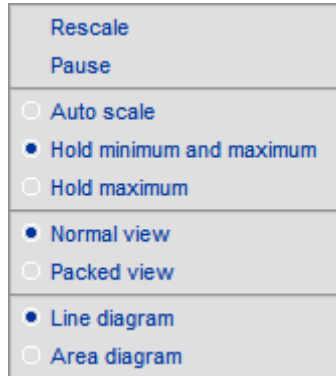 Rescale
Pause
Auto scale
Hold minimum and maximum
Hold maximum
Normal view
Packed view
Line diagram
Area diagram